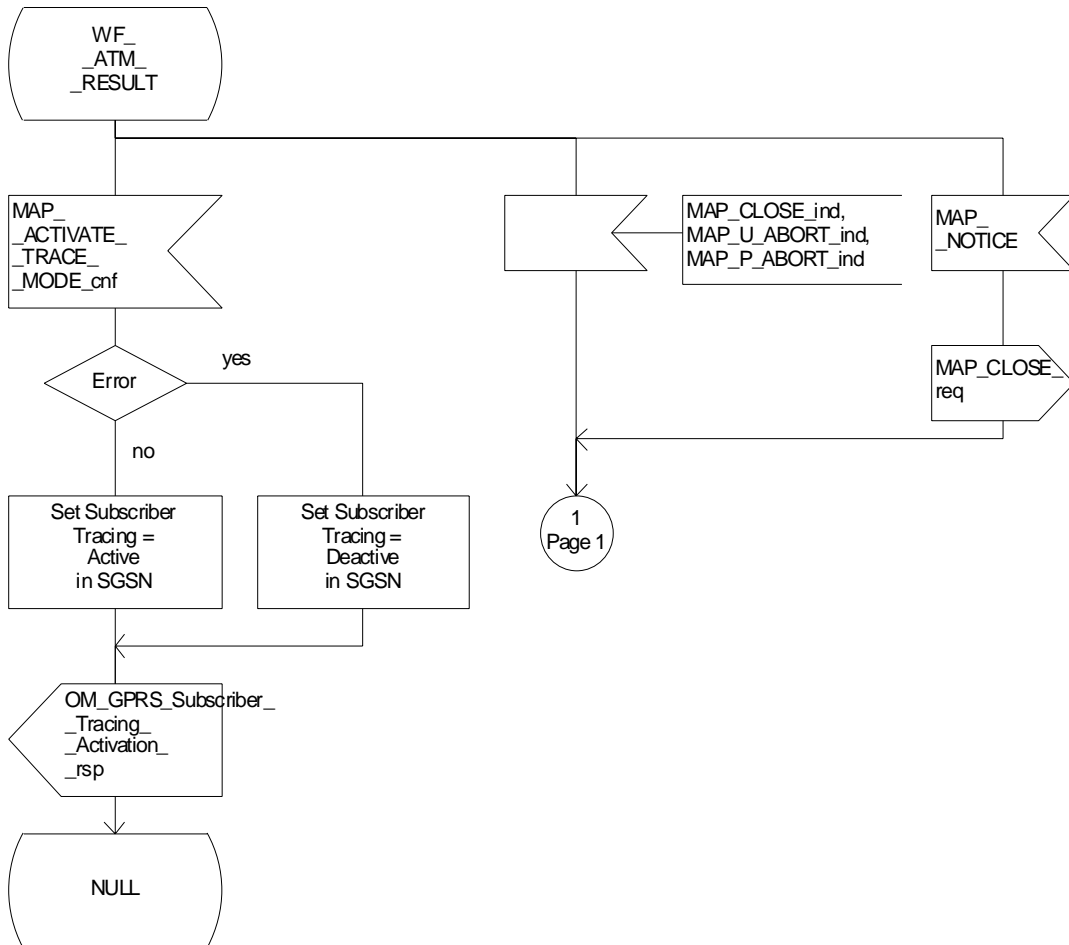 WF_
_ATM_
_RESULT
MAP_
_ACTIVATE_
_TRACE_
_MODE_cnf
MAP_CLOSE_ind,
MAP_U_ABORT_ind,
MAP_P_ABORT_ind
MAP_
_NOTICE
Error
yes
no
MAP_CLOSE_
req
Set Subscriber
Tracing =
Active
in SGSN
Set Subscriber
Tracing =
Deactive
in SGSN
1
Page 1
OM_GPRS_Subscriber_
_Tracing_
_Activation_
_rsp
NULL